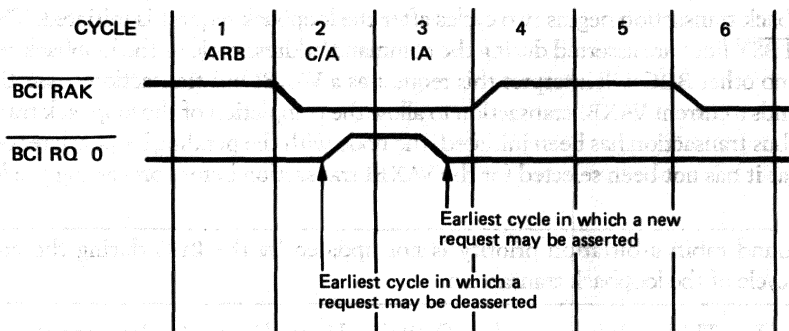 CYCLE 1 2 3 4 5 6
ARB C/A IA
BCI RAK
BCI RQ 0
Earliest cycle in which a new
request may be asserted
Earliest cycle in which a
request may be deasserted